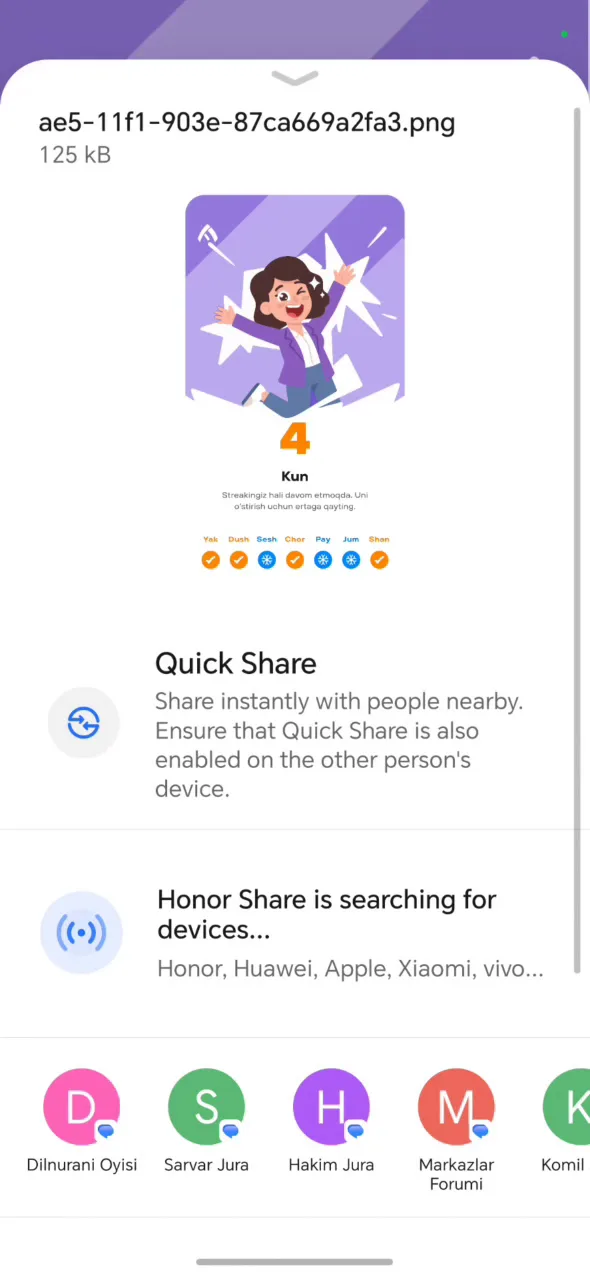 ae5-11f1-903e-87ca669a2fa3.png
125 kB
4
Kun
Streakingiz hali davom etmoqda. Uni
o'stirish uchun ertaga qayting.
Yak Dush Sesh Chor Pay Jum Shan
Quick Share
Share instantly with people nearby.
Ensure that Quick Share is also
enabled on the other person's
device.
Honor Share is searching for
devices...
Honor, Huawei, Apple, Xiaomi, vivo...
D S H M K
Dilnurani Oyisi Sarvar Jura Hakim Jura Markazlar Komil
Forumi